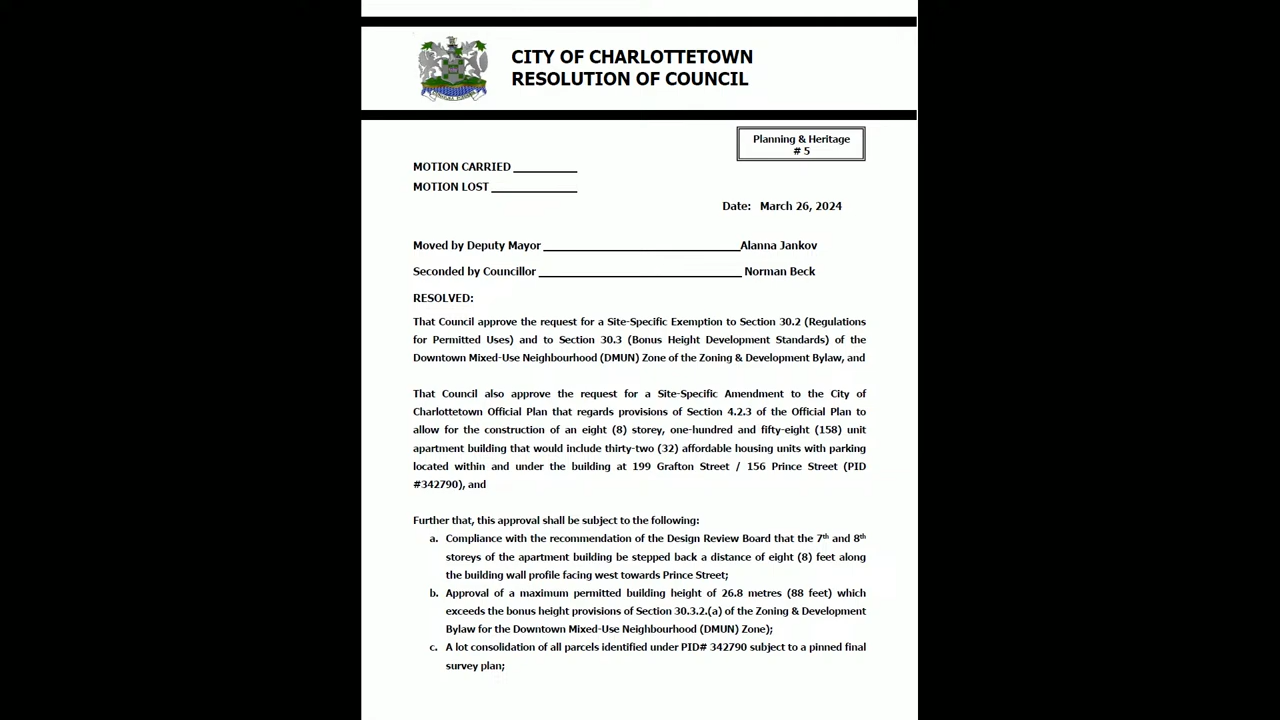 CITY OF CHARLOTTETOWN
RESOLUTION OF COUNCIL
Planning & Heritage
# 5
MOTION CARRIED __________
MOTION LOST _____________
Date: March 26, 2024
Moved by Deputy Mayor ______________________________Alanna Jankov
Seconded by Councillor _______________________________ Norman Beck
RESOLVED:
That Council approve the request for a Site-Specific Exemption to Section 30.2 (Regulations
for Permitted Uses) and to Section 30.3 (Bonus Height Development Standards) of the
Downtown Mixed-Use Neighbourhood (DMUN) Zone of the Zoning & Development Bylaw, and
That Council also approve the request for a Site-Specific Amendment to the City of
Charlottetown Official Plan that regards provisions of Section 4.2.3 of the Official Plan to
allow for the construction of an eight (8) storey, one-hundred and fifty-eight (158) unit
apartment building that would include thirty-two (32) affordable housing units with parking
located within and under the building at 199 Grafton Street / 156 Prince Street (PID
#342790), and
Further that, this approval shall be subject to the following:
a. Compliance with the recommendation of the Design Review Board that the 7th and 8th
storeys of the apartment building be stepped back a distance of eight (8) feet along
the building wall profile facing west towards Prince Street;
b. Approval of a maximum permitted building height of 26.8 metres (88 feet) which
exceeds the bonus height provisions of Section 30.3.2.(a) of the Zoning & Development
Bylaw for the Downtown Mixed-Use Neighbourhood (DMUN) Zone);
c. A lot consolidation of all parcels identified under PID# 342790 subject to a pinned final
survey plan;